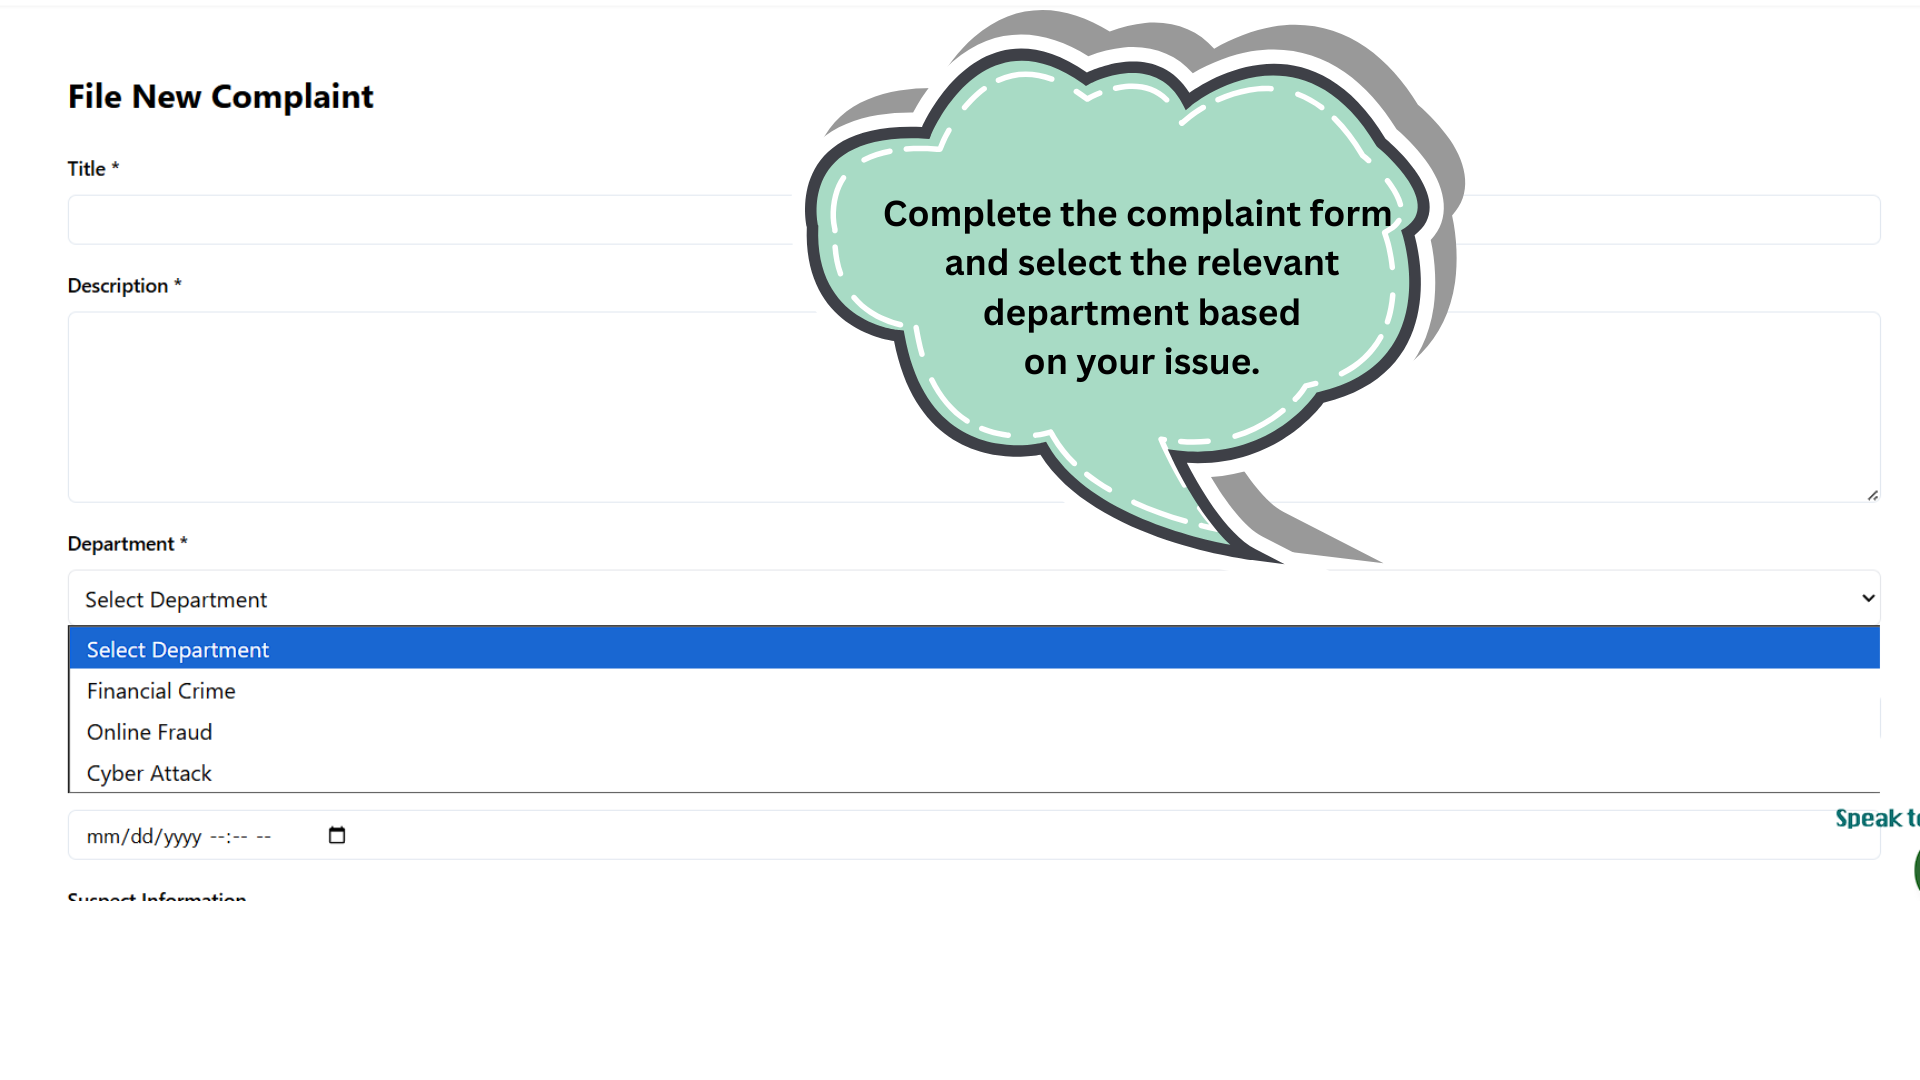 File New Complaint
Title *
Complete the complaint form
and select the relevant
department based
on your issue.
Description *
Department *
Select Department
Select Department
Financial Crime
Online Fraud
Cyber Attack
mm/dd/yyyy --:-- --
Speak
Suspect Information